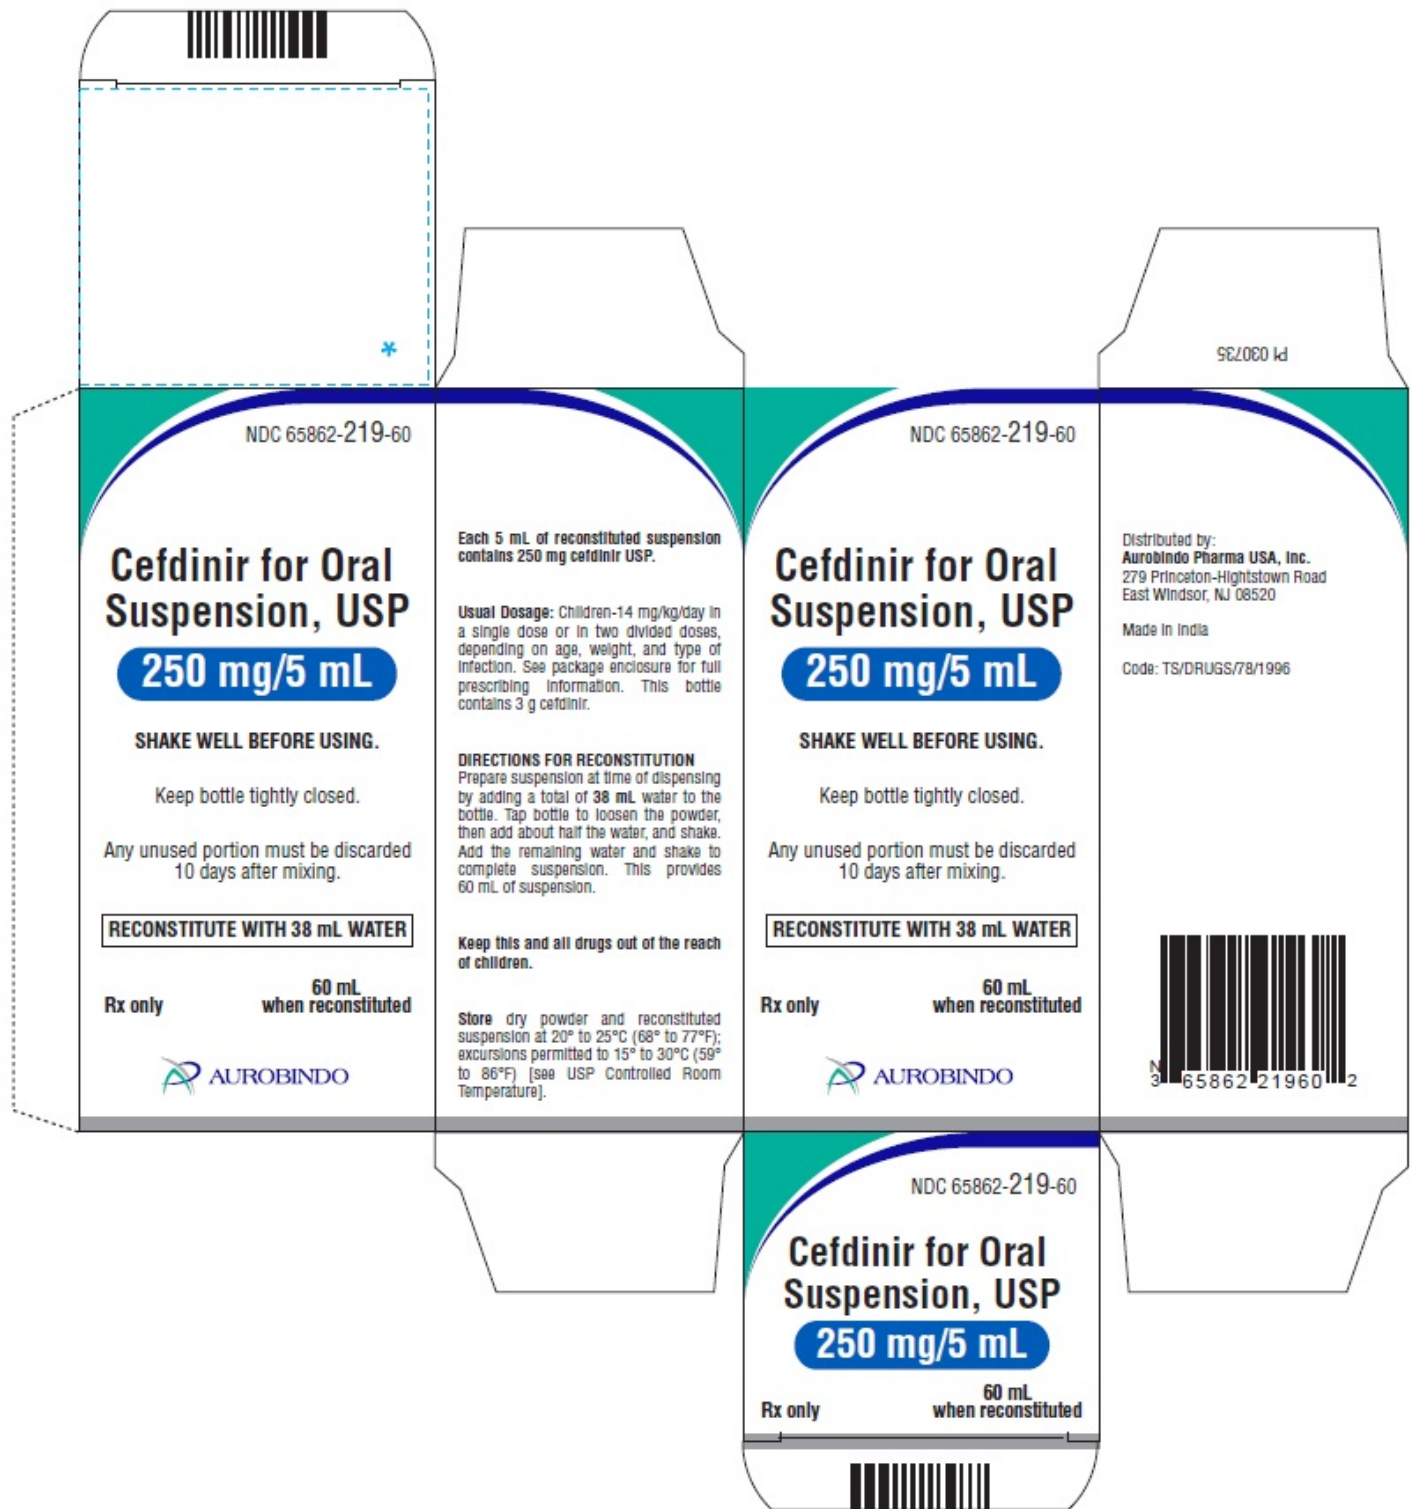 *
PI 030735
NDC 65862-219-60
Cefdinir for Oral
Suspension, USP
250 mg/5 mL
SHAKE WELL BEFORE USING.
Keep bottle tightly closed.
Any unused portion must be discarded
10 days after mixing.
RECONSTITUTE WITH 38 mL WATER
Rx only
60 mL
when reconstituted
AUROBINDO
Each 5 mL of reconstituted suspension
contains 250 mg cefdinir USP.
Usual Dosage: Children-14 mg/kg/day in
a single dose or in two divided doses,
depending on age, weight, and type of
infection. See package enclosure for full
prescribing information. This bottle
contains 3 g cefdinir.
DIRECTIONS FOR RECONSTITUTION
Prepare suspension at time of dispensing
by adding a total of 38 mL water to the
bottle. Tap bottle to loosen the powder,
then add about half the water, and shake.
Add the remaining water and shake to
complete suspension. This provides
60 mL of suspension.
Keep this and all drugs out of the reach
of children.
Store dry powder and reconstituted
suspension at 20° to 25°C (68° to 77°F);
excursions permitted to 15° to 30°C (59°
to 86°F) [see USP Controlled Room
Temperature].
NDC 65862-219-60
Cefdinir for Oral
Suspension, USP
250 mg/5 mL
SHAKE WELL BEFORE USING.
Keep bottle tightly closed.
Any unused portion must be discarded
10 days after mixing.
RECONSTITUTE WITH 38 mL WATER
Rx only
60 mL
when reconstituted
AUROBINDO
Distributed by:
Aurobindo Pharma USA, Inc.
279 Princeton-Hightstown Road
East Windsor, NJ 08520
Made in India
Code: TS/DRUGS/78/1996
N
3 65862 21960 2
NDC 65862-219-60
Cefdinir for Oral
Suspension, USP
250 mg/5 mL
Rx only
60 mL
when reconstituted